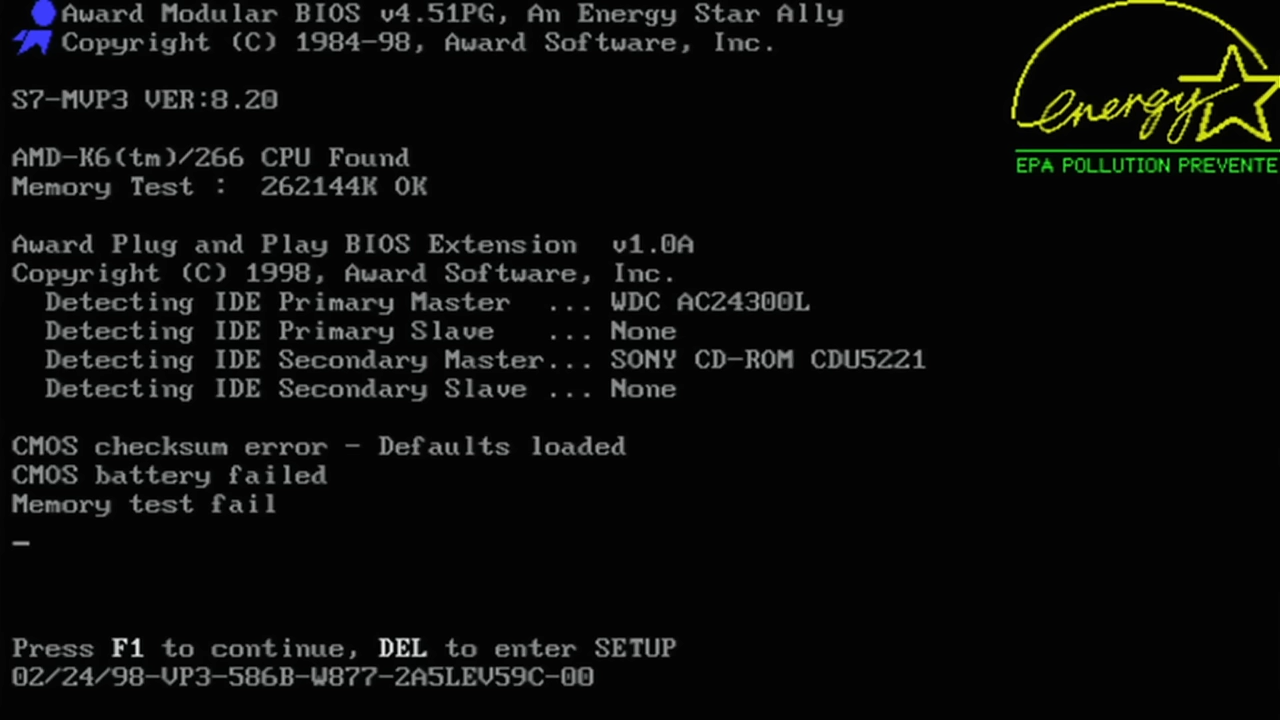 Award Modular BIOS v4.51PG, An Energy Star Ally
Copyright (C) 1984-98, Award Software, Inc.
energy
EPA POLLUTION PREVENTE
S7-MVP3 VER:8.20
AMD-K6(tm)/266 CPU Found
Memory Test :  262144K OK
Award Plug and Play BIOS Extension  v1.0A
Copyright (C) 1998, Award Software, Inc.
Detecting IDE Primary Master  ... WDC AC24300L
Detecting IDE Primary Slave   ... None
Detecting IDE Secondary Master... SONY CD-ROM CDU5221
Detecting IDE Secondary Slave ... None
CMOS checksum error - Defaults loaded
CMOS battery failed
Memory test fail
Press F1 to continue, DEL to enter SETUP
02/24/98-VP3-586B-W877-2A5LEV59C-00